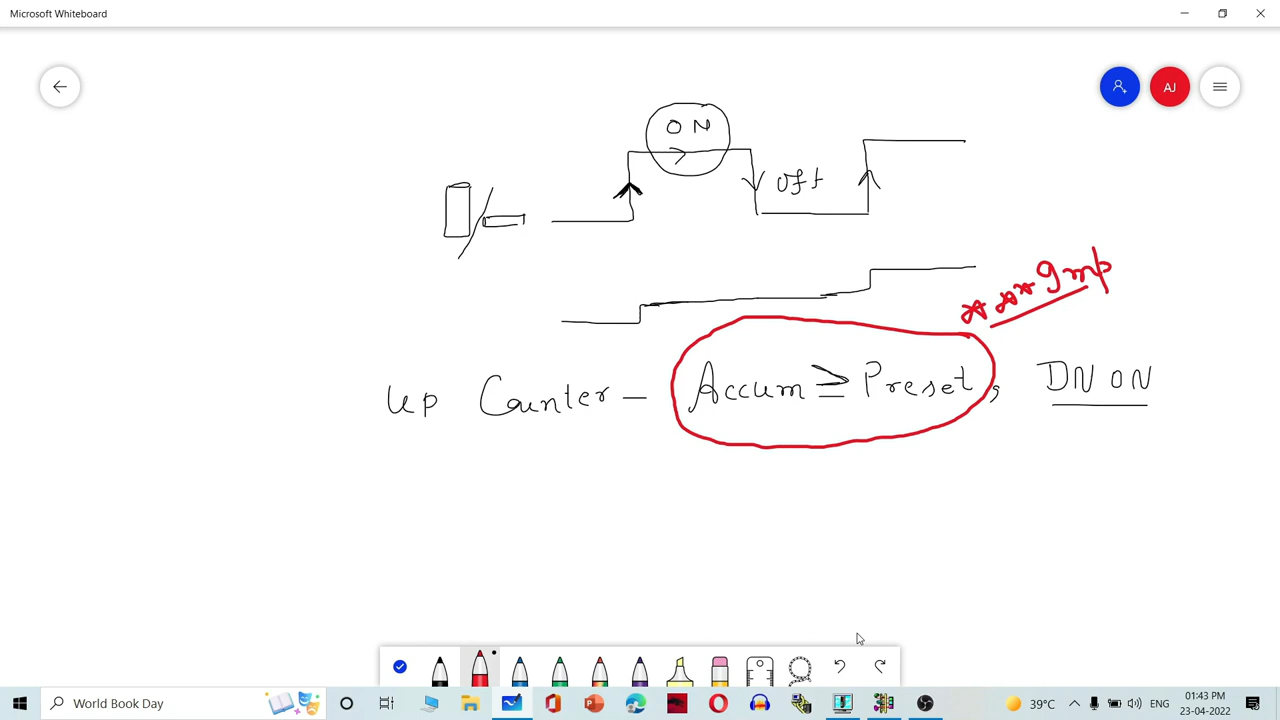 Microsoft Whiteboard
AJ
ON
Off
*** Imp
Up Counter - Accum ≥ Preset, DN ON
World Book Day
39°C
ENG
01:43 PM
23-04-2022